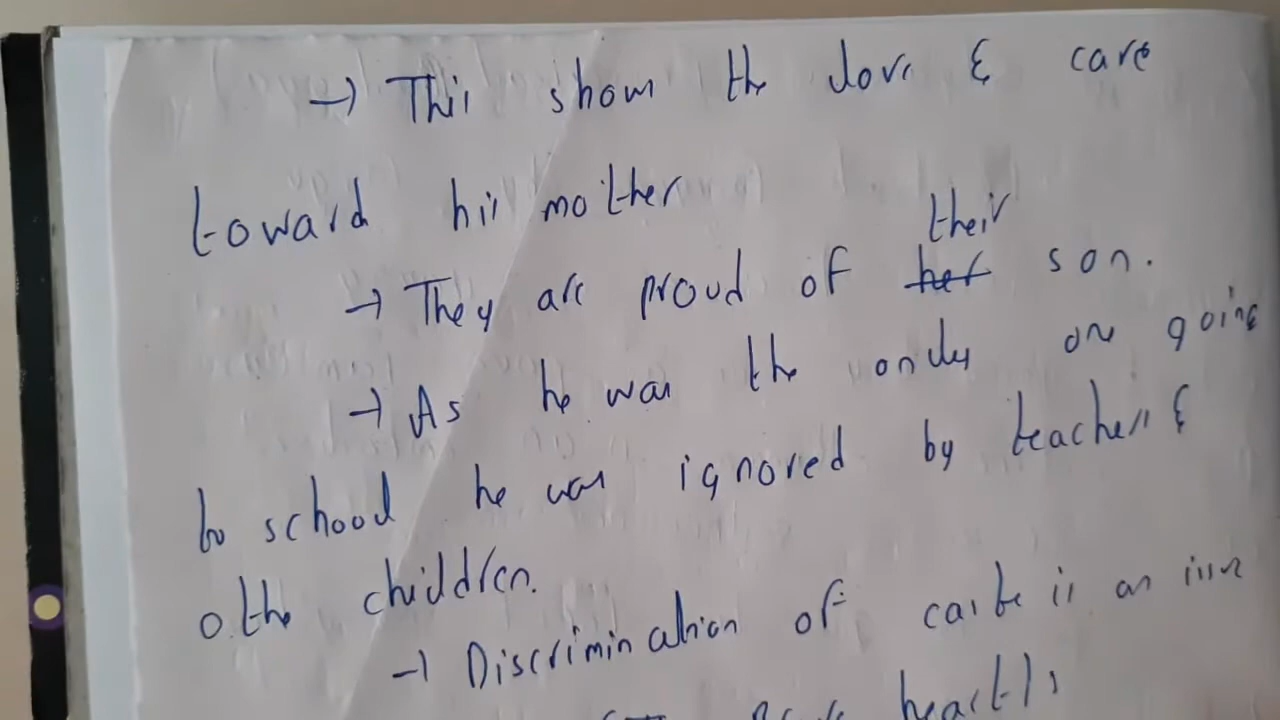 → This show the love & care
toward his mother
their
→ They are proud of her son.
→ As he was the only one going
to school he was ignored by teachers &
othe children.
→ Discrimination of caste is an issue